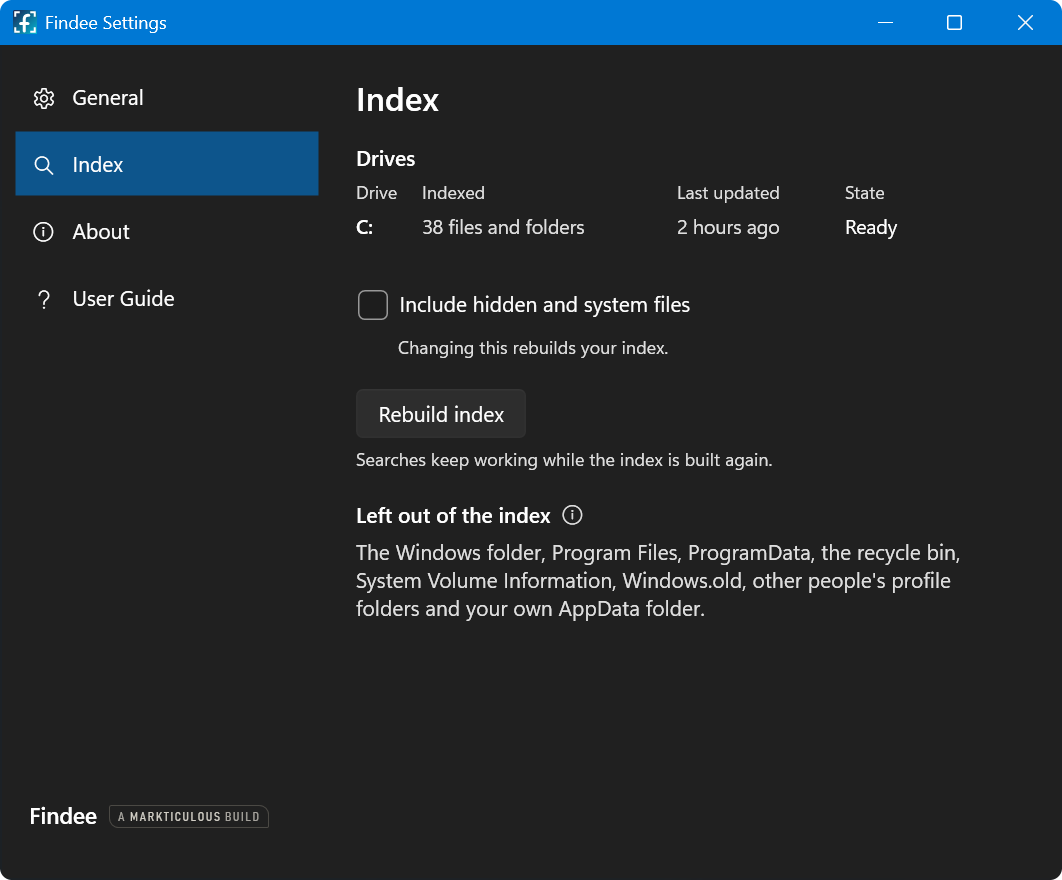 Findee Settings
General
Index
About
User Guide
Index
Drives
Drive Indexed Last updated State
C: 38 files and folders 2 hours ago Ready
Include hidden and system files
Changing this rebuilds your index.
Rebuild index
Searches keep working while the index is built again.
Left out of the index
The Windows folder, Program Files, ProgramData, the recycle bin,
System Volume Information, Windows.old, other people's profile
folders and your own AppData folder.
Findee A MARKTICULOUS BUILD